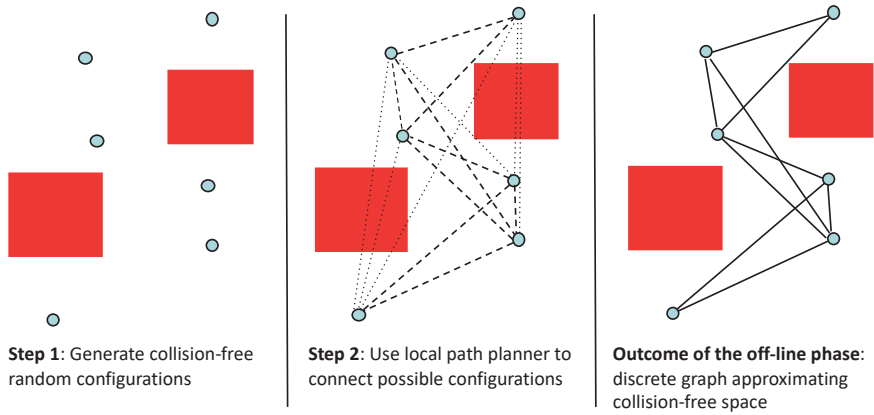 Step 1: Generate collision-free
random configurations
Step 2: Use local path planner to
connect possible configurations
Outcome of the off-line phase:
discrete graph approximating
collision-free space